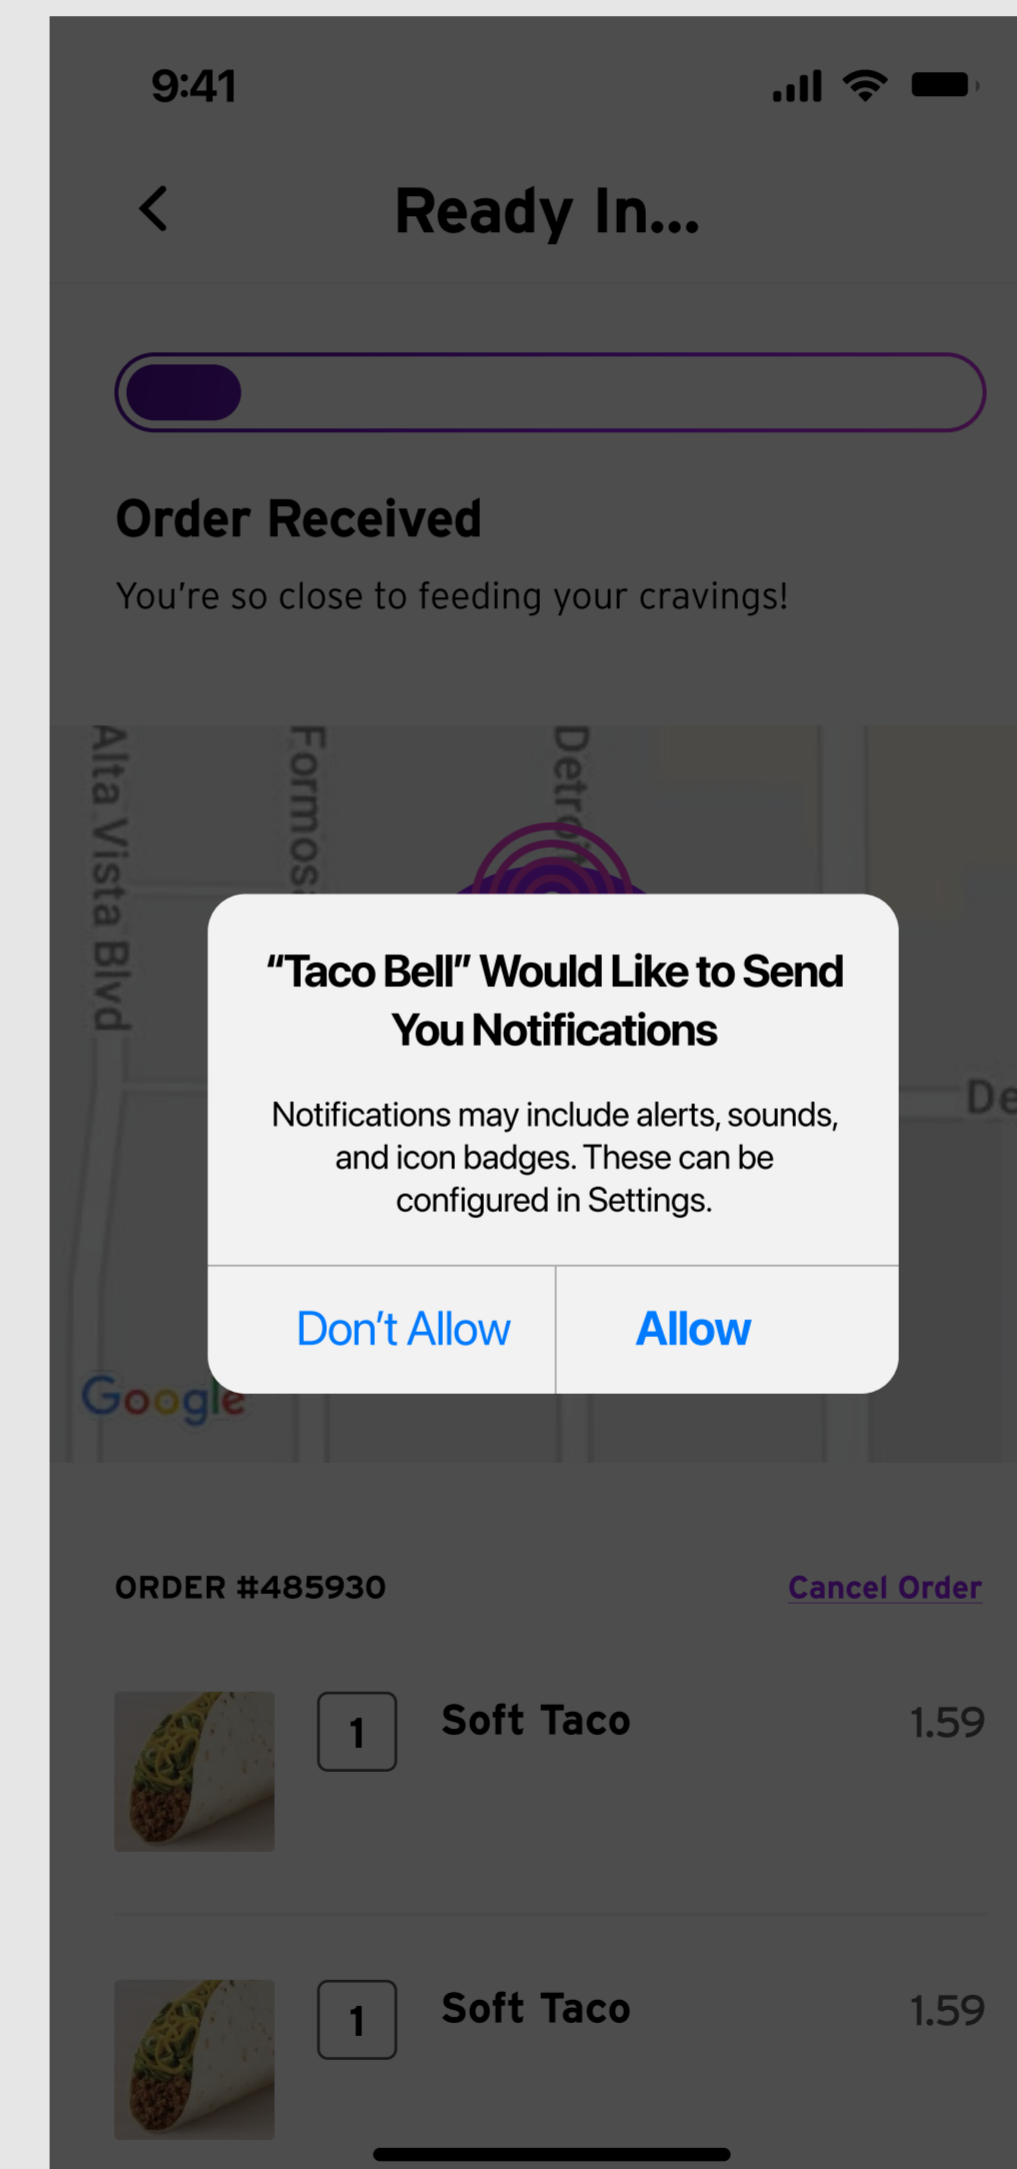 9:41
Ready In...
Order Received
You're so close to feeding your cravings!
Alta Vista Blvd
Formos
Detroit
“Taco Bell” Would Like to Send
You Notifications
Notifications may include alerts, sounds,
and icon badges. These can be
configured in Settings.
De
Don't Allow
Allow
Google
ORDER #485930
Cancel Order
1
Soft Taco
1.59
1
Soft Taco
1.59